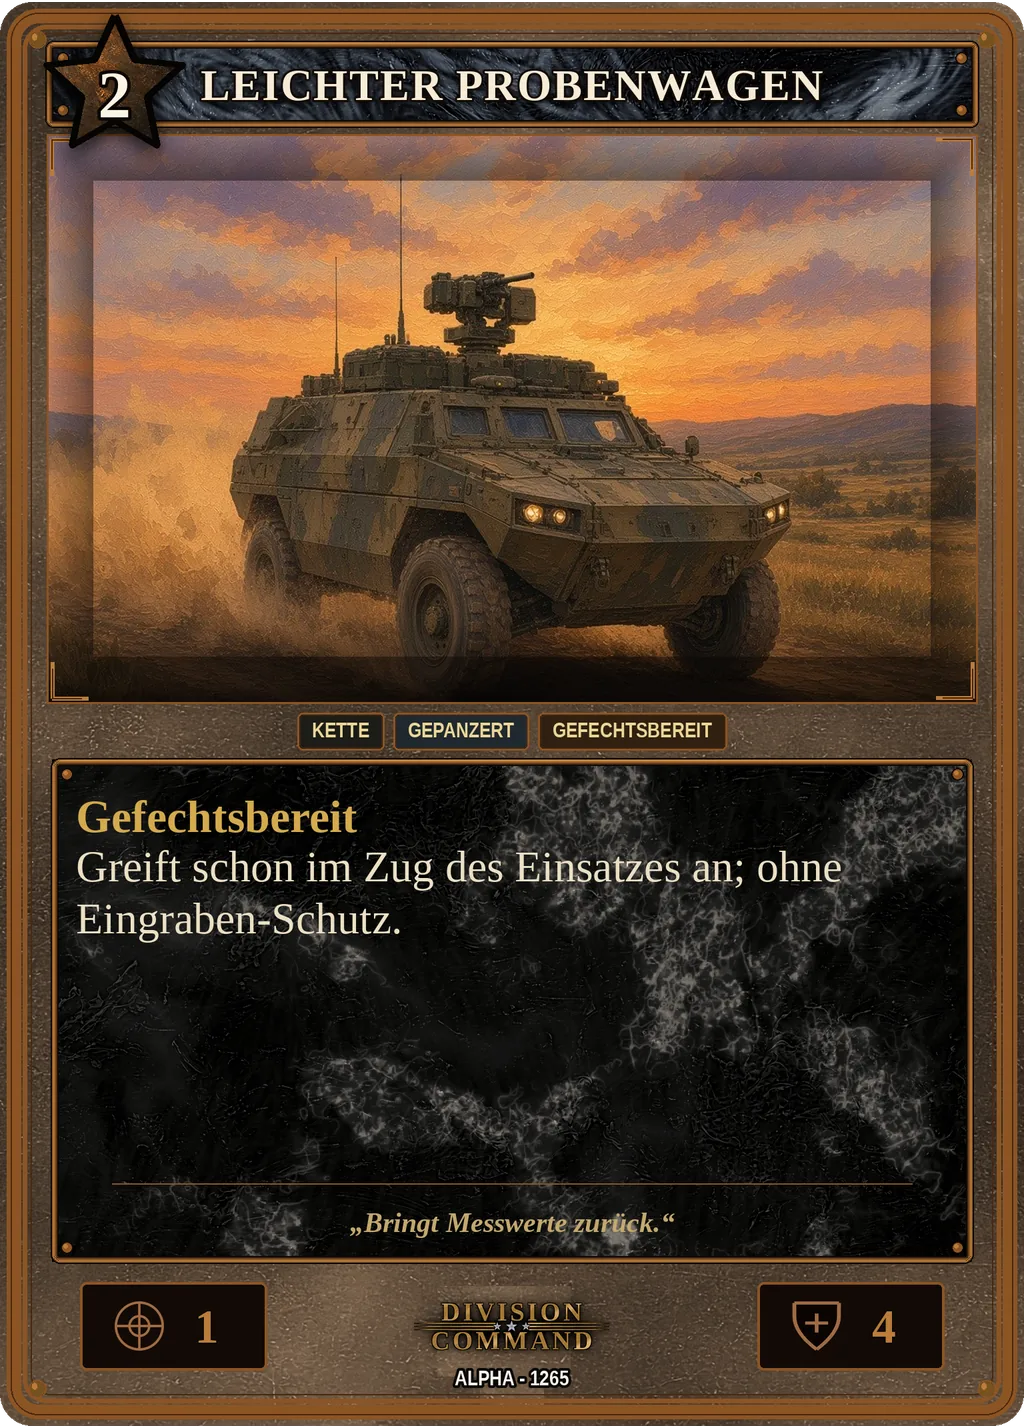 2
LEICHTER PROBENWAGEN
KETTE GEPANZERT GEFECHTSBEREIT
Gefechtsbereit
Greift schon im Zug des Einsatzes an; ohne
Eingraben-Schutz.
„Bringt Messwerte zurück.“
1
DIVISION
COMMAND
4
ALPHA - 1265